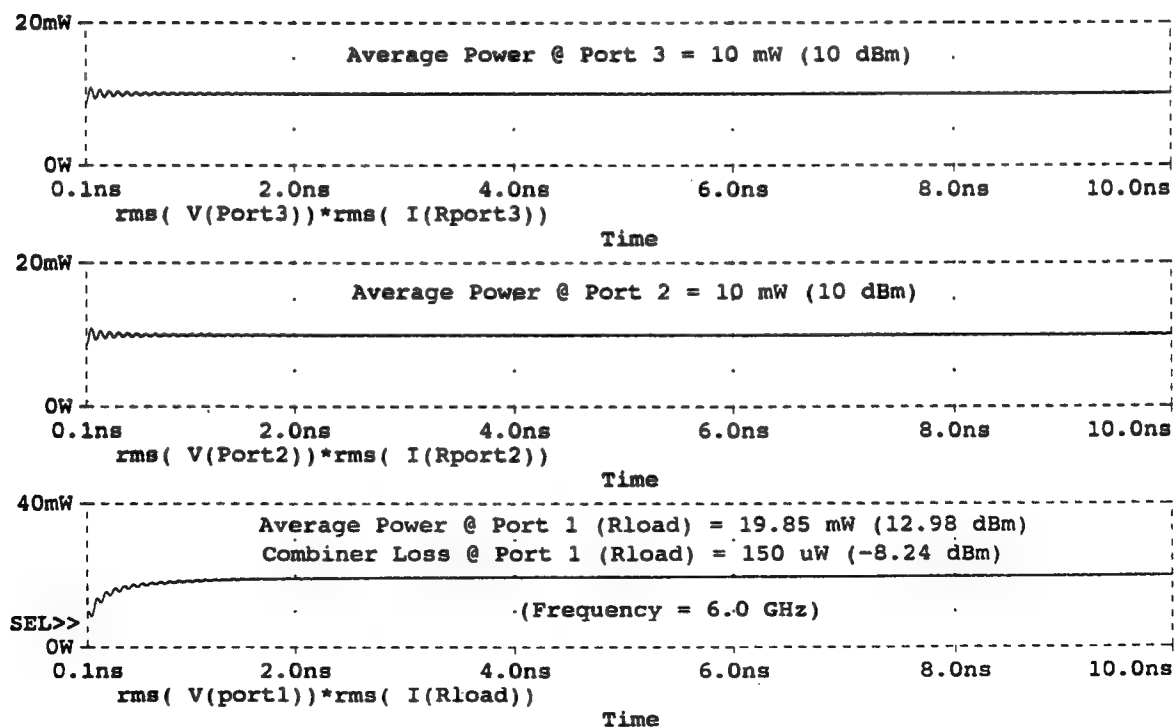 20mW
Average Power @ Port 3 = 10 mW (10 dBm)
0W
0.1ns 2.0ns 4.0ns 6.0ns 8.0ns 10.0ns
rms( V(Port3))*rms( I(Rport3))
Time
20mW
Average Power @ Port 2 = 10 mW (10 dBm)
0W
0.1ns 2.0ns 4.0ns 6.0ns 8.0ns 10.0ns
rms( V(Port2))*rms( I(Rport2))
Time
40mW
Average Power @ Port 1 (Rload) = 19.85 mW (12.98 dBm)
Combiner Loss @ Port 1 (Rload) = 150 uW (-8.24 dBm)
(Frequency = 6.0 GHz)
SEL>>
0W
0.1ns 2.0ns 4.0ns 6.0ns 8.0ns 10.0ns
rms( V(port1))*rms( I(Rload))
Time